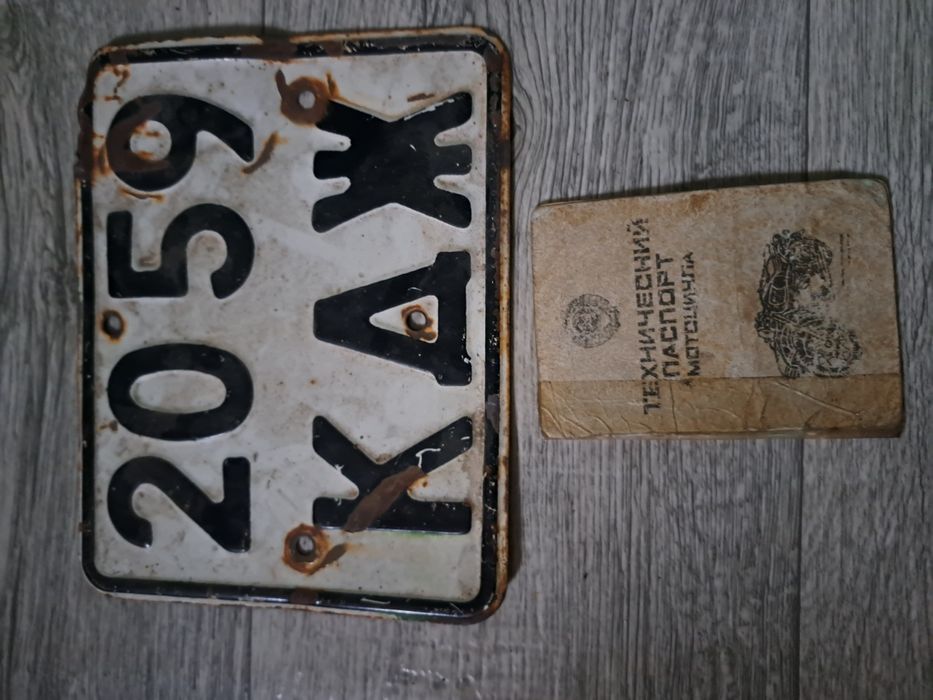 2059
КДЖ
ТЕХНИЧЕСКИЙ
ПАСПОРТ
МОТОЦИКЛА